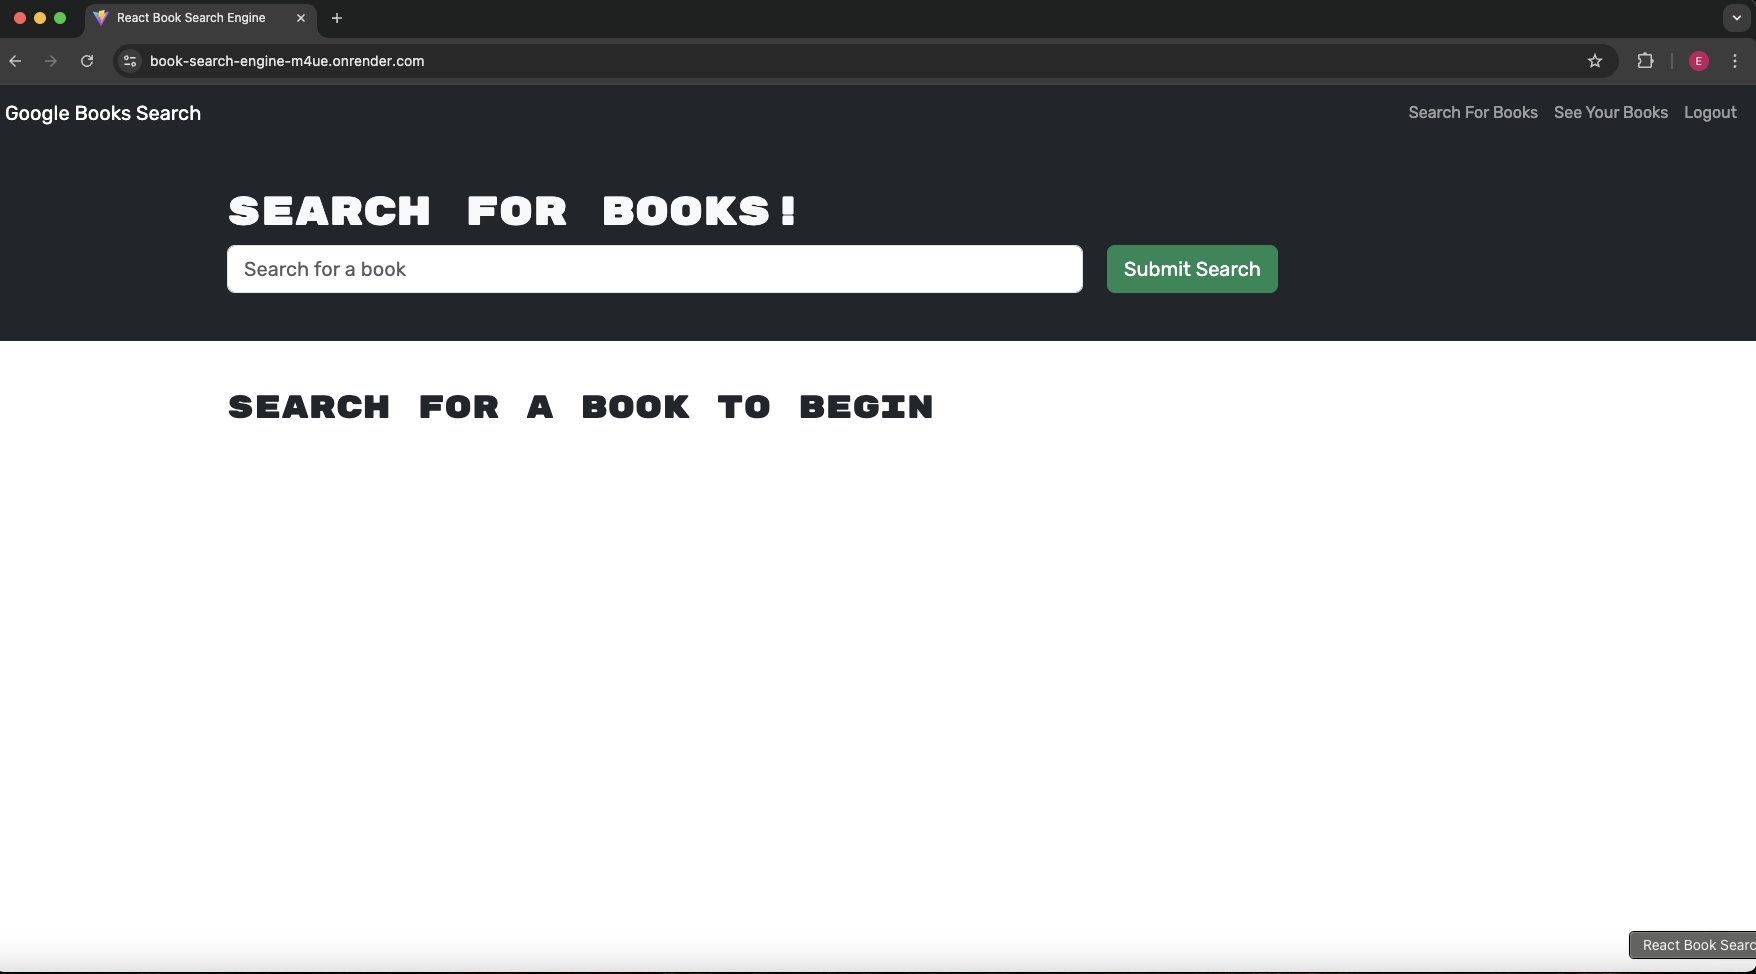 React Book Search Engine
book-search-engine-m4ue.onrender.com
E
Google Books Search
Search For Books
See Your Books
Logout
SEARCH FOR BOOKS!
Search for a book
Submit Search
SEARCH FOR A BOOK TO BEGIN
React Book Searc